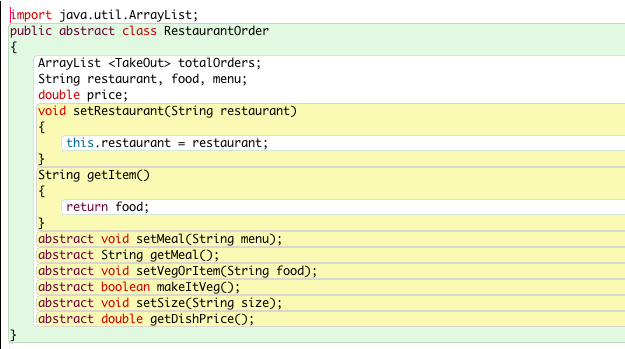 import java.util.ArrayList;
public abstract class RestaurantOrder
{
ArrayList <TakeOut> totalOrders;
String restaurant, food, menu;
double price;
void setRestaurant(String restaurant)
{
this.restaurant = restaurant;
}
String getItem()
{
return food;
}
abstract void setMeal(String menu);
abstract String getMeal();
abstract void setVegOrItem(String food);
abstract boolean makeItVeg();
abstract void setSize(String size);
abstract double getDishPrice();
}